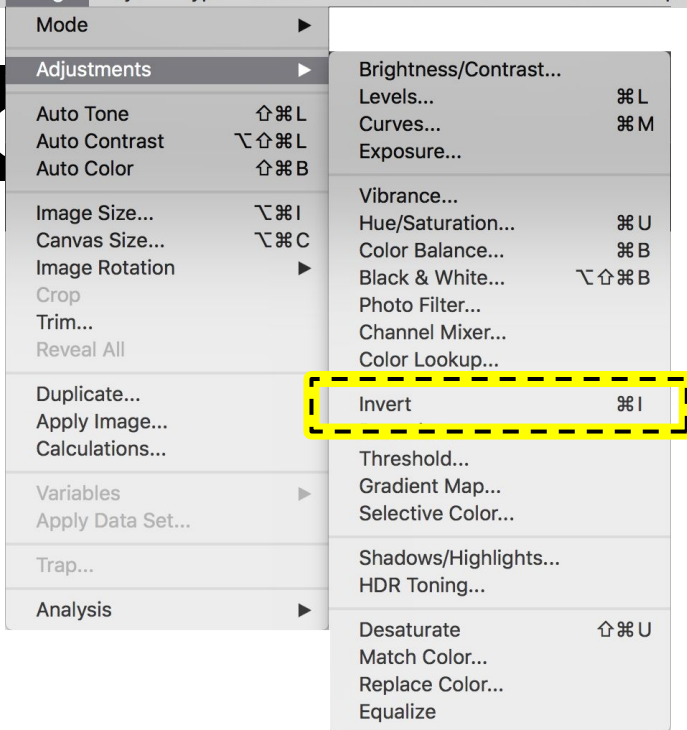 Mode ▶
Adjustments ▶
Auto Tone ⇧⌘L
Auto Contrast ⌥⇧⌘L
Auto Color ⇧⌘B
Image Size... ⌥⌘I
Canvas Size... ⌥⌘C
Image Rotation ▶
Crop
Trim...
Reveal All
Duplicate...
Apply Image...
Calculations...
Variables ▶
Apply Data Set...
Trap...
Analysis ▶
Brightness/Contrast...
Levels... ⌘L
Curves... ⌘M
Exposure...
Vibrance...
Hue/Saturation... ⌘U
Color Balance... ⌘B
Black & White... ⌥⇧⌘B
Photo Filter...
Channel Mixer...
Color Lookup...
Invert ⌘I
Threshold...
Gradient Map...
Selective Color...
Shadows/Highlights...
HDR Toning...
Desaturate ⇧⌘U
Match Color...
Replace Color...
Equalize